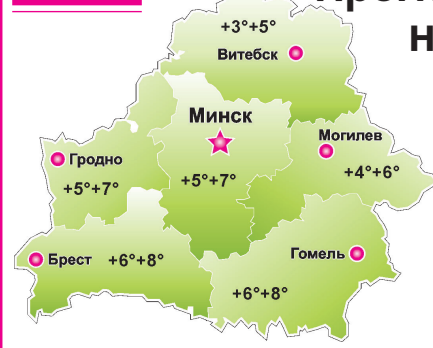 Н
+3°+5°
Витебск
Минск
Могилев
Гродно
+4°+6°
+5°+7°
+5°+7°
Брест
+6°+8°
Гомель
+6°+8°